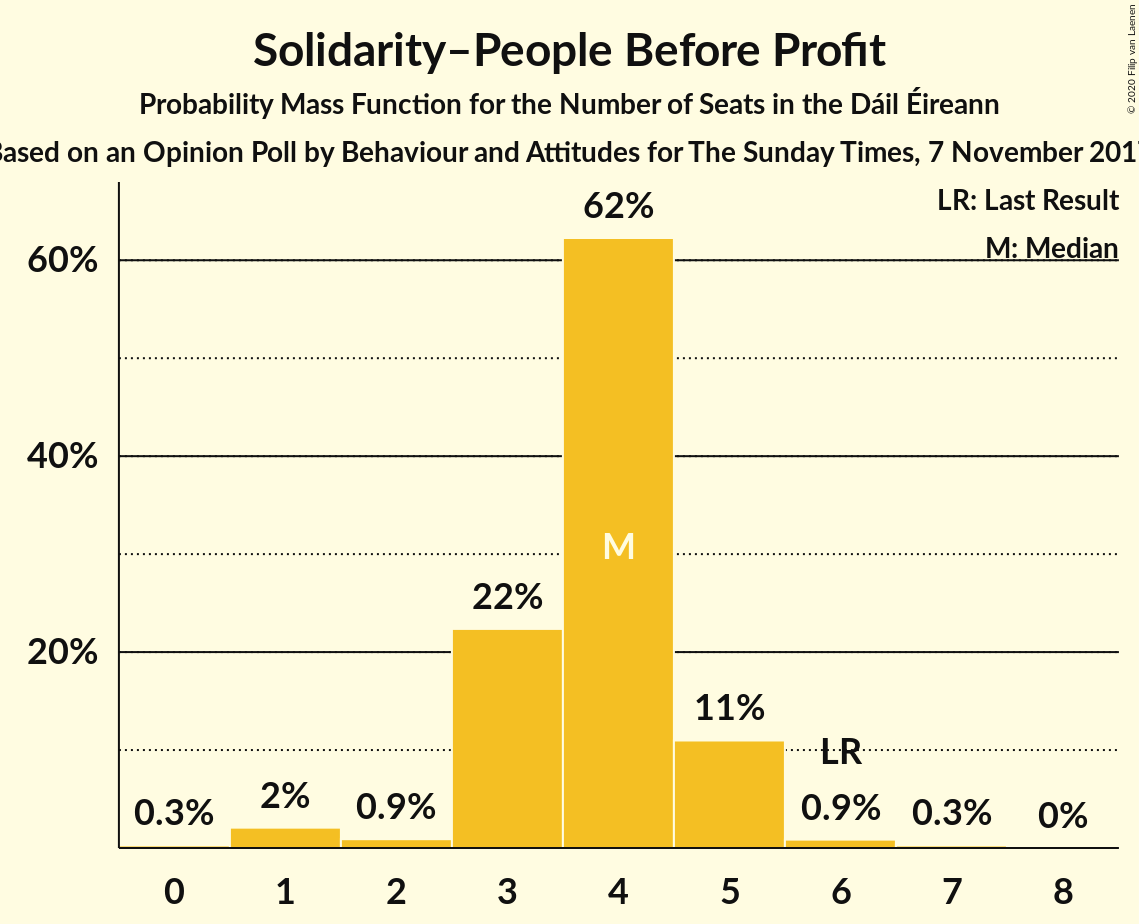 Solidarity–People Before Profit
Probability Mass Function for the Number of Seats in the Dáil Éireann
Based on an Opinion Poll by Behaviour and Attitudes for The Sunday Times, 7 November 2017
© 2020 Filip van Laenen
LR: Last Result
M: Median
60%
40%
20%
0.3%
2%
0.9%
22%
62%
M
11%
LR
0.9%
0.3%
0%
0 1 2 3 4 5 6 7 8